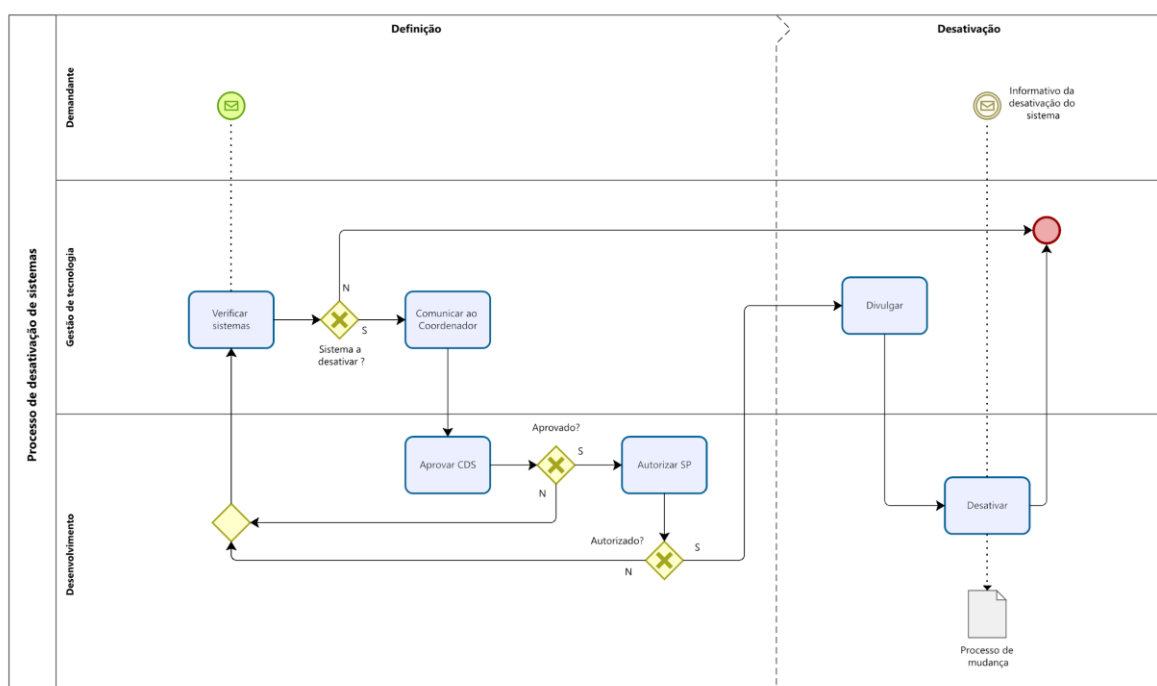 Processo de desativação de sistemas
Definição
Desativação
Demandante
Informativo da
desativação do
sistema
Gestão de tecnologia
Verificar
sistemas
N
S
Sistema a
desativar ?
Comunicar ao
Coordenador
Divulgar
Desenvolvimento
Aprovar CDS
Aprovado?
S
N
Autorizar SP
Autorizado?
S
N
Desativar
Processo de
mudança